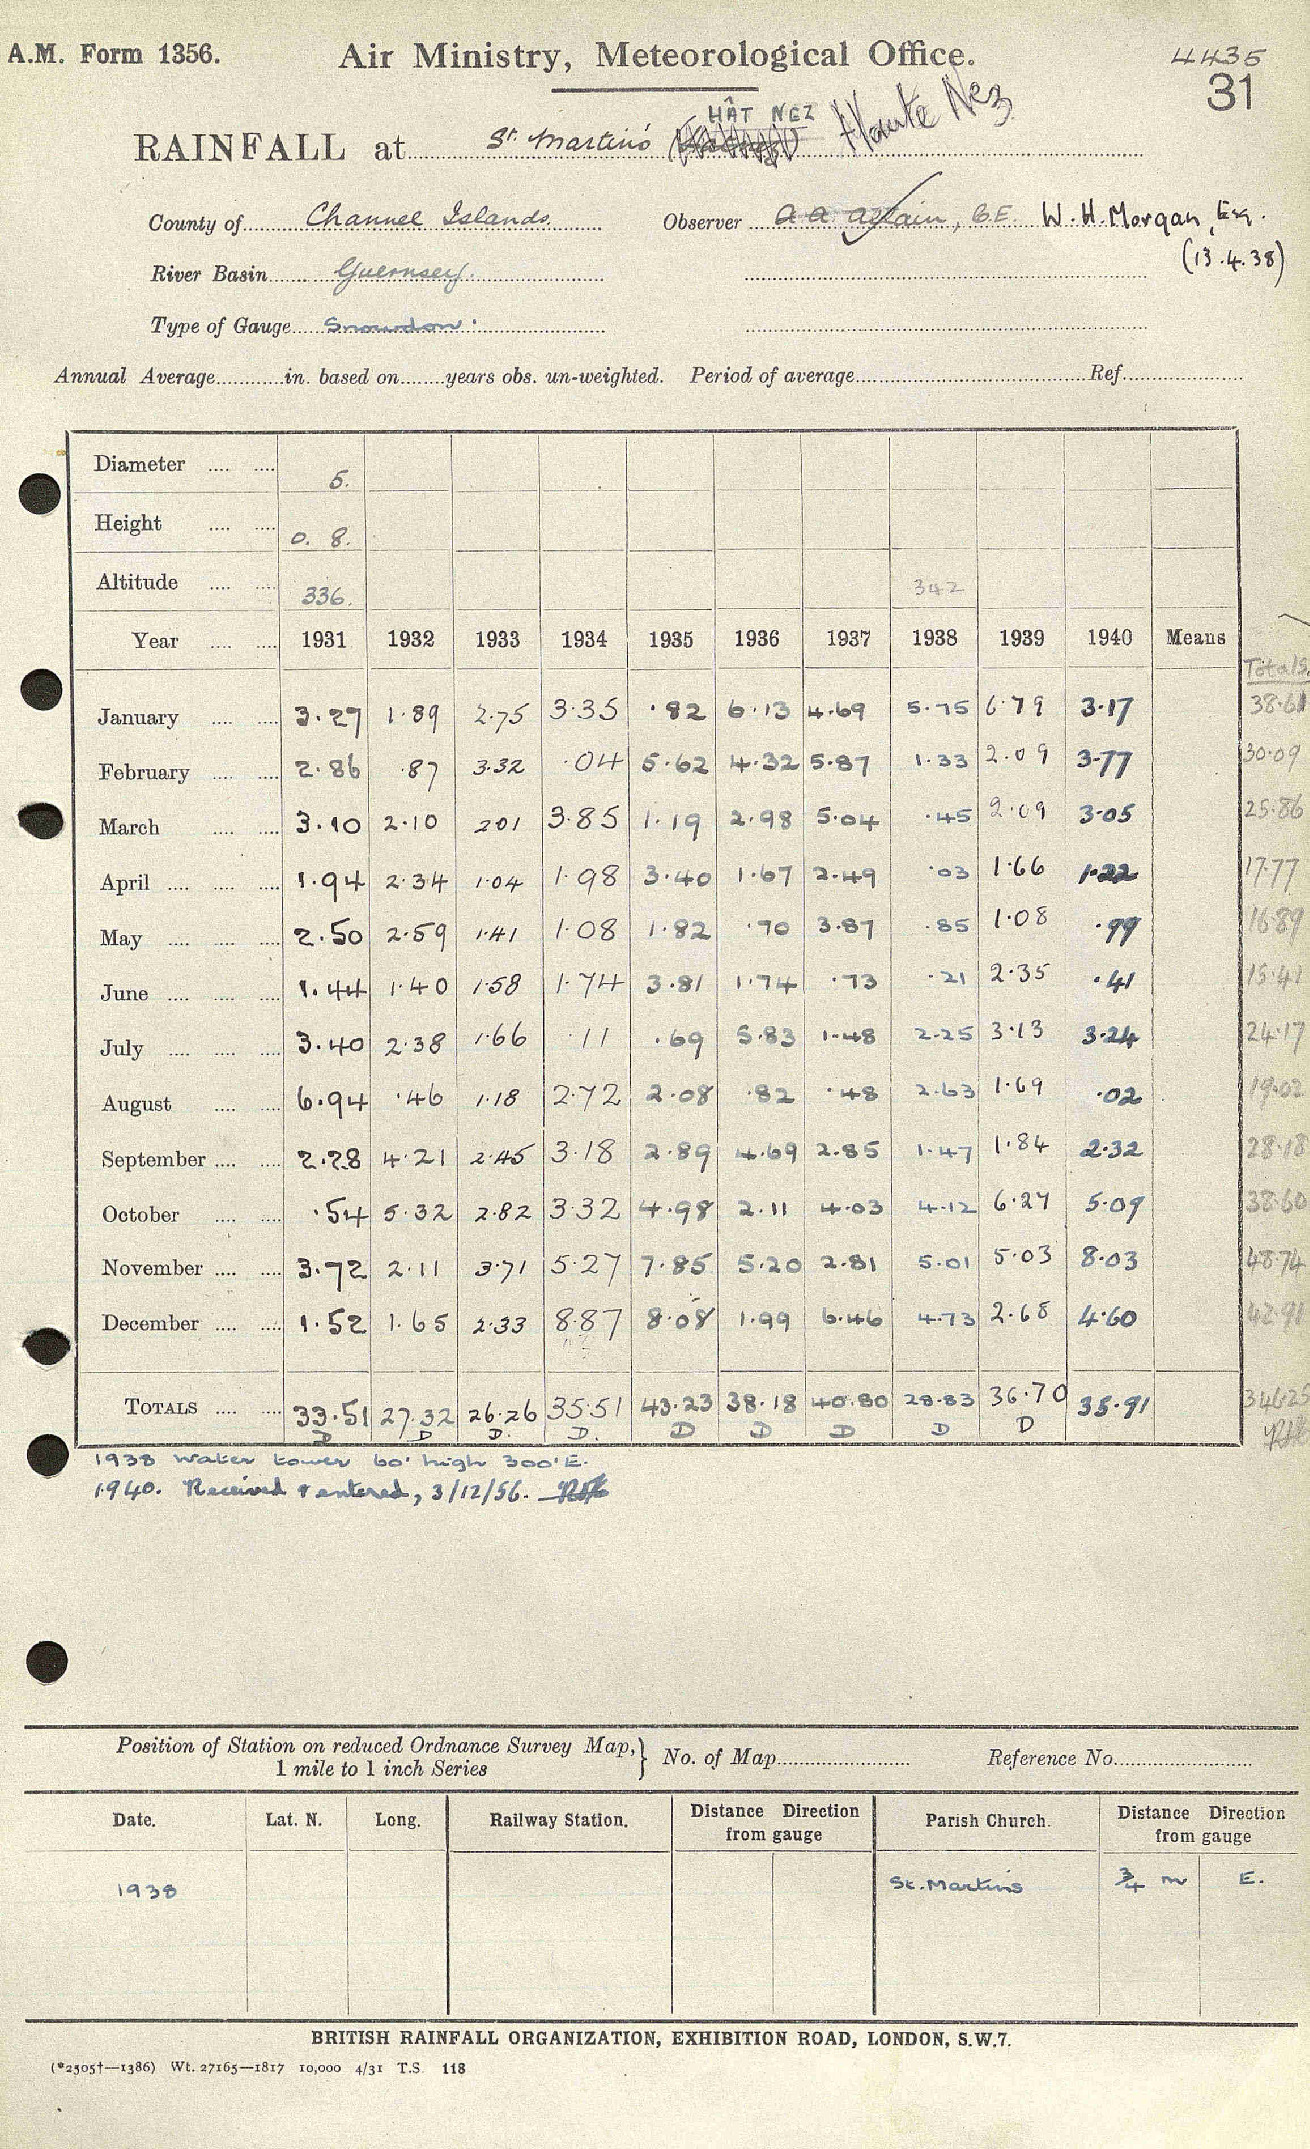 A.M. Form 1356. Air Ministry, Meteorological Office. 4435
31
HÂT NEZ
RAINFALL at St. Martin's Haute Nez
County of Channel Islands. Observer B.E. W. H. Morgan, Esq.
(13.4.38)
River Basin Guernsey.
Type of Gauge Snowdon.
Annual Average in. based on years obs. un-weighted. Period of average Ref.
Diameter 5.
Height 0. 8.
Altitude 336. 342
Year 1931 1932 1933 1934 1935 1936 1937 1938 1939 1940 Means Totals.
January 3.27 1.89 2.75 3.35 .82 6.13 4.69 5.75 6.79 3.17 38.61
February 2.86 .87 3.32 .04 5.62 4.32 5.87 1.33 2.09 3.77 30.09
March 3.10 2.10 2.01 3.85 1.19 2.98 5.04 .45 2.09 3.05 25.86
April 1.94 2.34 1.04 1.98 3.40 1.67 2.49 .03 1.66 1.22 17.77
May 2.50 2.59 1.41 1.08 1.82 .70 3.87 .85 1.08 .99 16.89
June 1.44 1.40 1.58 1.74 3.81 1.74 .73 .21 2.35 .41 15.41
July 3.40 2.38 1.66 .11 .69 5.83 1.48 2.25 3.13 3.24 24.17
August 6.94 .46 1.18 2.72 2.08 .82 .48 2.63 1.69 .02 19.02
September 2.28 4.21 2.45 3.18 2.89 4.69 2.85 1.47 1.84 2.32 28.18
October .54 5.32 2.82 3.32 4.98 2.11 4.03 4.12 6.27 5.09 38.60
November 3.72 2.11 3.71 5.27 7.85 5.20 2.81 5.01 5.03 8.03 48.74
December 1.52 1.65 2.33 8.87 8.08 1.99 6.46 4.73 2.68 4.60 42.91
TOTALS 33.51 27.32 26.26 35.51 43.23 38.18 40.80 28.83 36.70 35.91 346.25
D D D. D. D D D D D
1938 Water tower 60' high 300' E.
1940. Received & entered, 3/12/56.
Position of Station on reduced Ordnance Survey Map, } No. of Map Reference No.
1 mile to 1 inch Series
Date. Lat. N. Long. Railway Station. Distance Direction from gauge Parish Church. Distance Direction from gauge
1938 St. Martin's 3/4 m E.
BRITISH RAINFALL ORGANIZATION, EXHIBITION ROAD, LONDON, S.W.7.
(*2505†—1386) Wt. 27165—1817 10,000 4/31 T.S. 118